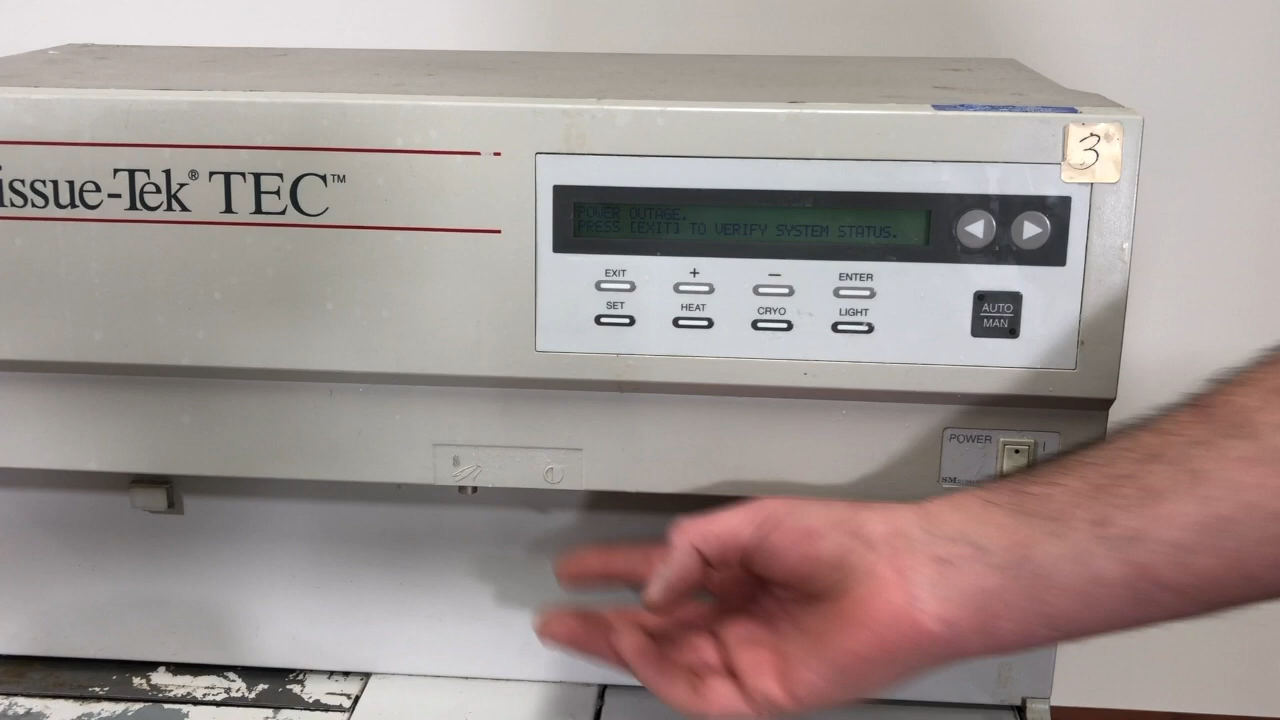 issue-Tek® TEC™
3
POWER OUTAGE.
PRESS [EXIT] TO VERIFY SYSTEM STATUS.
EXIT + − ENTER
SET HEAT CRYO LIGHT
AUTO
MAN
POWER
I